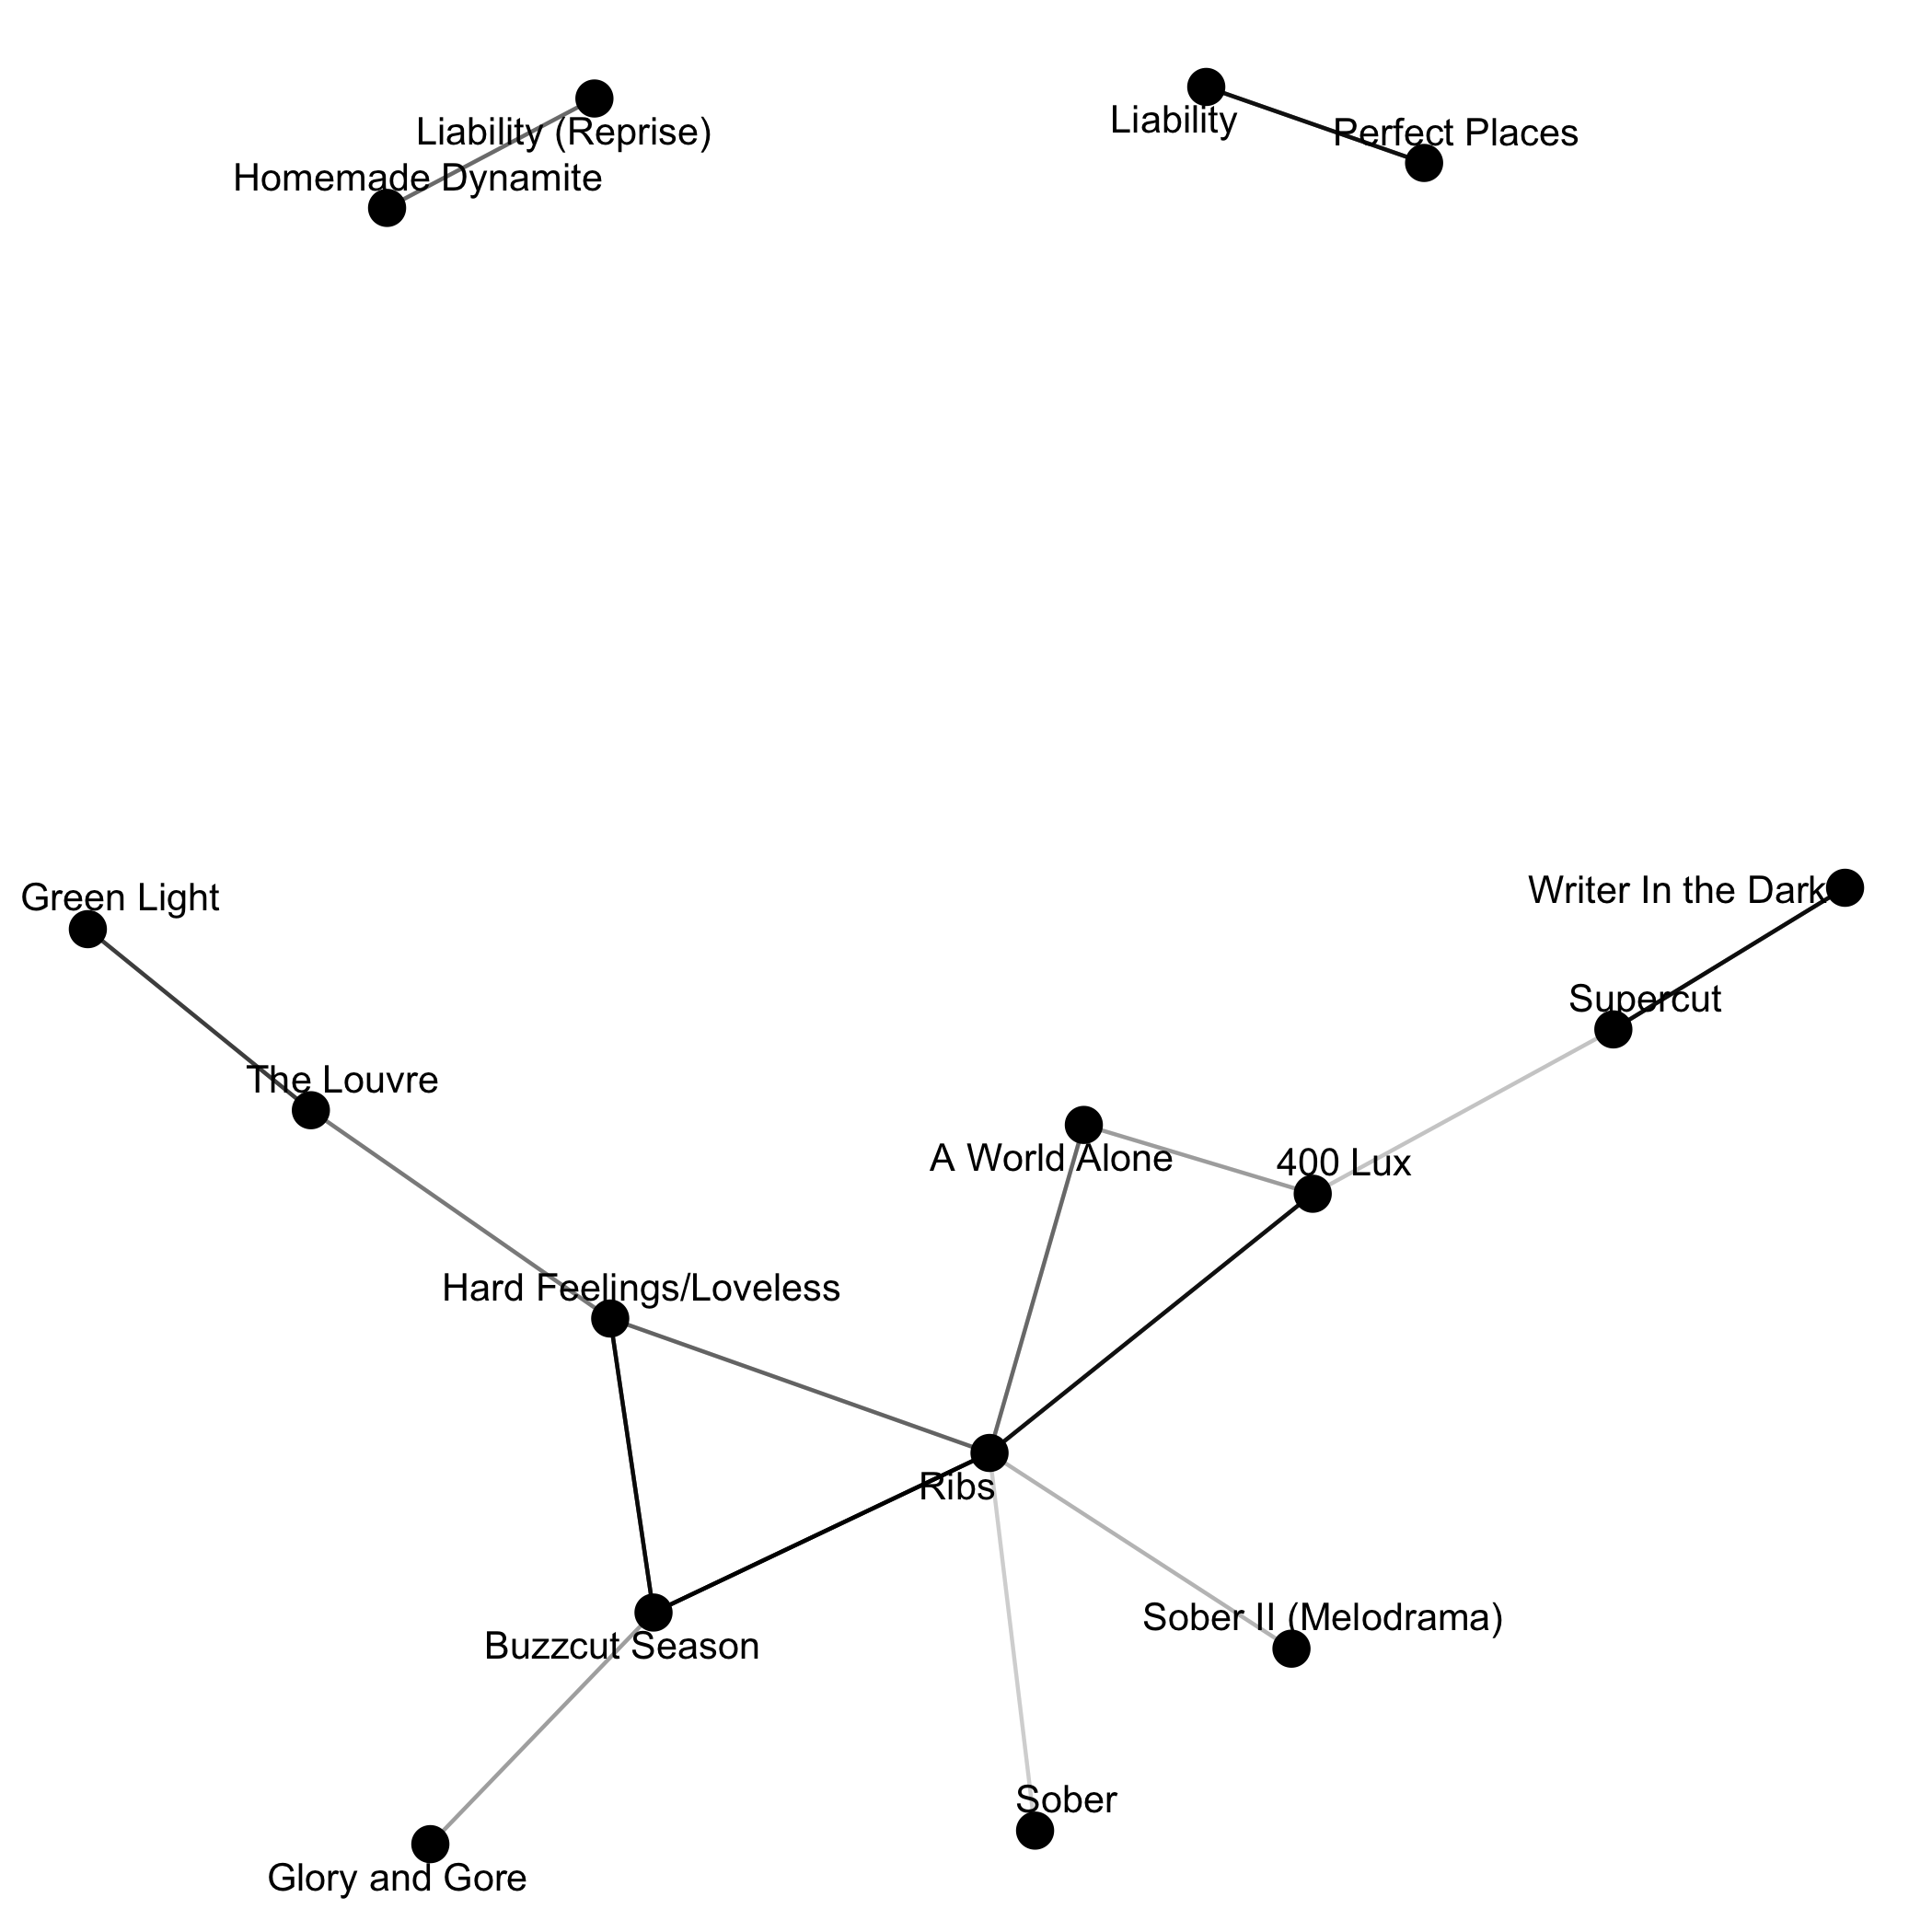 Liability (Reprise)
Liability
Perfect Places
Homemade Dynamite
Green Light
Writer In the Dark
Supercut
The Louvre
A World Alone
400 Lux
Hard Feelings/Loveless
Ribs
Sober II (Melodrama)
Buzzcut Season
Sober
Glory and Gore